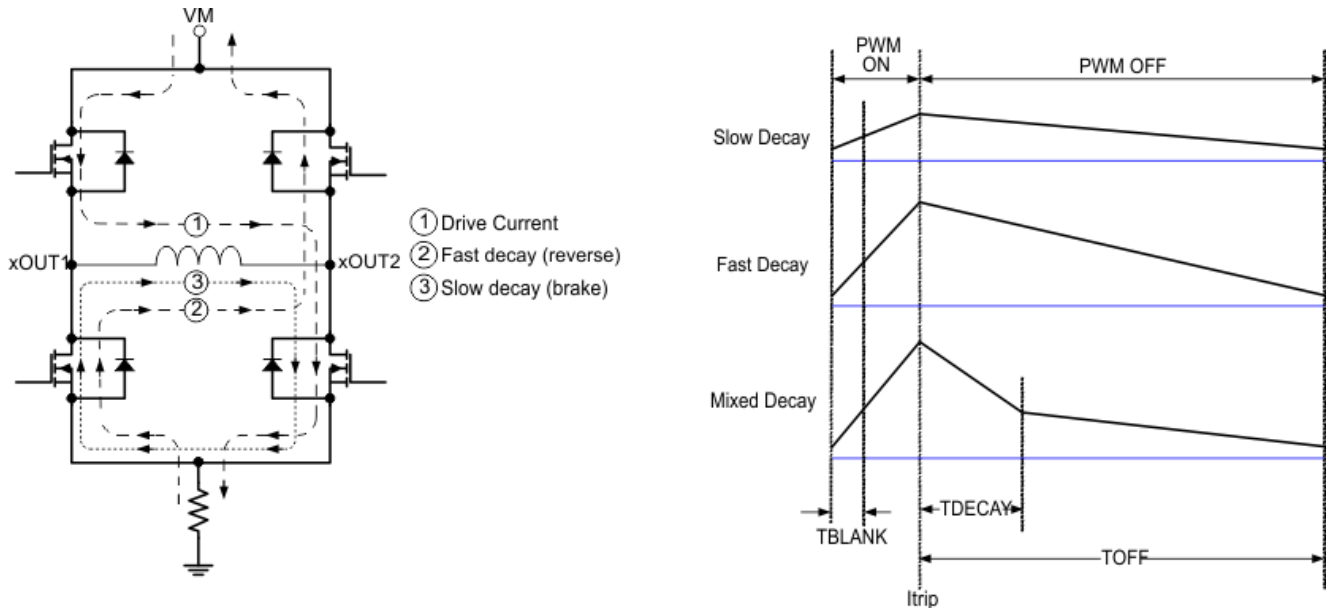 VM
xOUT1
xOUT2
1
3
2
1 Drive Current
2 Fast decay (reverse)
3 Slow decay (brake)
PWM
ON
PWM OFF
Slow Decay
Fast Decay
Mixed Decay
TBLANK
TDECAY
TOFF
Itrip